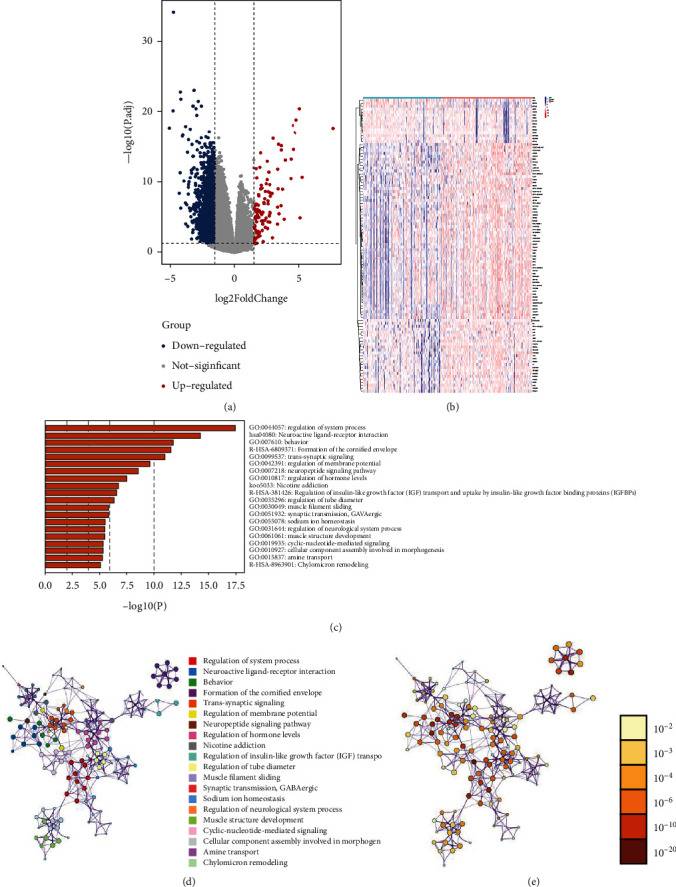 30
20
10
0
−log10(P.adj)
−5
0
5
log2FoldChange
Group
Down−regulated
Not−siginficant
Up−regulated
(a)
(b)
GO:0044057: regulation of system process
hsa04080: Neuroactive ligand-receptor interaction
GO:007610: behavior
R-HSA-6809371: Formation of the cornified envelope
GO:0099537: trans-synaptic signaling
GO:0042391: regulation of membrane potential
GO:0007218: neuropeptide signaling pathway
GO:0010817: regulation of hormone levels
koo5033: Nicotine addiction
R-HSA-381426: Regulation of insulin-like growth factor (IGF) transport and uptake by insulin-like growth factor binding proteins (IGFBPs)
GO:0035296: regulation of tube diameter
GO:0030049: muscle filament sliding
GO:0051932: synaptic transmission, GAVAergic
GO:0055078: sodium ion homeostasis
GO:0031644: regulation of neurological system process
GO:0061061: muscle structure development
GO:0019935: cyclic-nucleotide-mediated signaling
GO:0010927: cellular component assembly involved in morphogenesis
GO:0015837: amine transport
R-HSA-8963901: Chylomicron remodeling
0.0 2.5 5.0 7.5 10.0 12.5 15.0 17.5
−log10(P)
(c)
Regulation of system process
Neuroactive ligand-receptor interaction
Behavior
Formation of the cornified envelope
Trans-synaptic signaling
Regulation of membrane potential
Neuropeptide signaling pathway
Regulation of hormone levels
Nicotine addiction
Regulation of insulin-like growth factor (IGF) transpo
Regulation of tube diameter
Muscle filament sliding
Synaptic transmission, GABAergic
Sodium ion homeostasis
Regulation of neurological system process
Muscle structure development
Cyclic-nucleotide-mediated signaling
Cellular component assembly involved in morphogen
Amine transport
Chylomicron remodeling
(d)
10−2
10−3
10−4
10−6
10−10
10−20
(e)